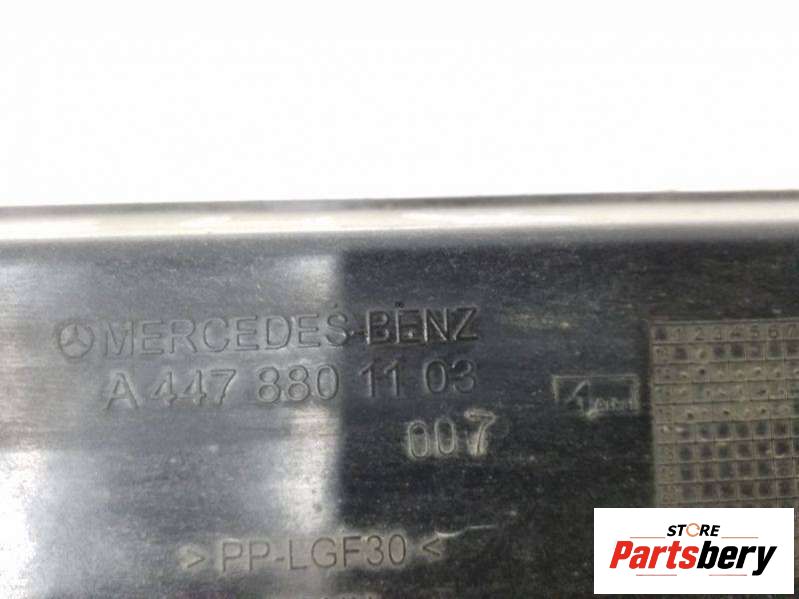 MERCEDES-BENZ
A 447 880 11 03
007
>PP-LGF30<
STORE
Partsbery